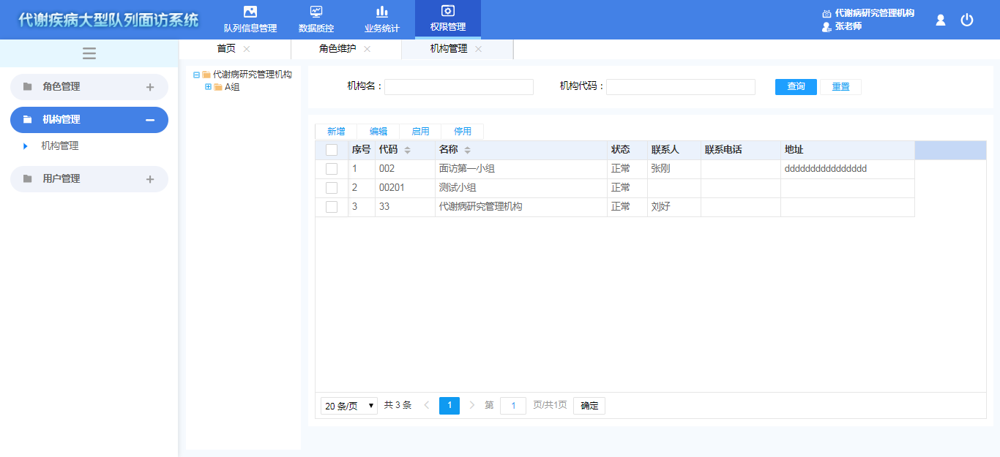 代谢疾病大型队列面访系统
队列信息管理
数据质控
业务统计
权限管理
代谢病研究管理机构
张老师
首页
角色维护
机构管理
角色管理
机构管理
机构管理
用户管理
代谢病研究管理机构
A组
机构名： 机构代码： 查询 重置
新增 编辑 启用 停用
序号 代码 名称 状态 联系人 联系电话 地址
1 002 面访第一小组 正常 张刚 dddddddddddddddd
2 00201 测试小组 正常
3 33 代谢病研究管理机构 正常 刘好
20 条/页 共 3 条 1 第 1 页/共1页 确定